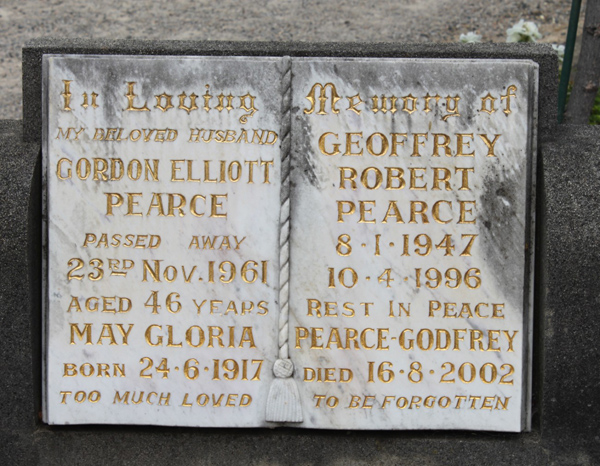 In Loving Memory of
MY BELOVED HUSBAND
GORDON ELLIOTT
PEARCE
PASSED AWAY
23RD NOV. 1961
AGED 46 YEARS
GEOFFREY
ROBERT
PEARCE
8·1·1947
10·4·1996
REST IN PEACE
MAY GLORIA PEARCE-GODFREY
BORN 24·6·1917 DIED 16·8·2002
TOO MUCH LOVED TO BE FORGOTTEN